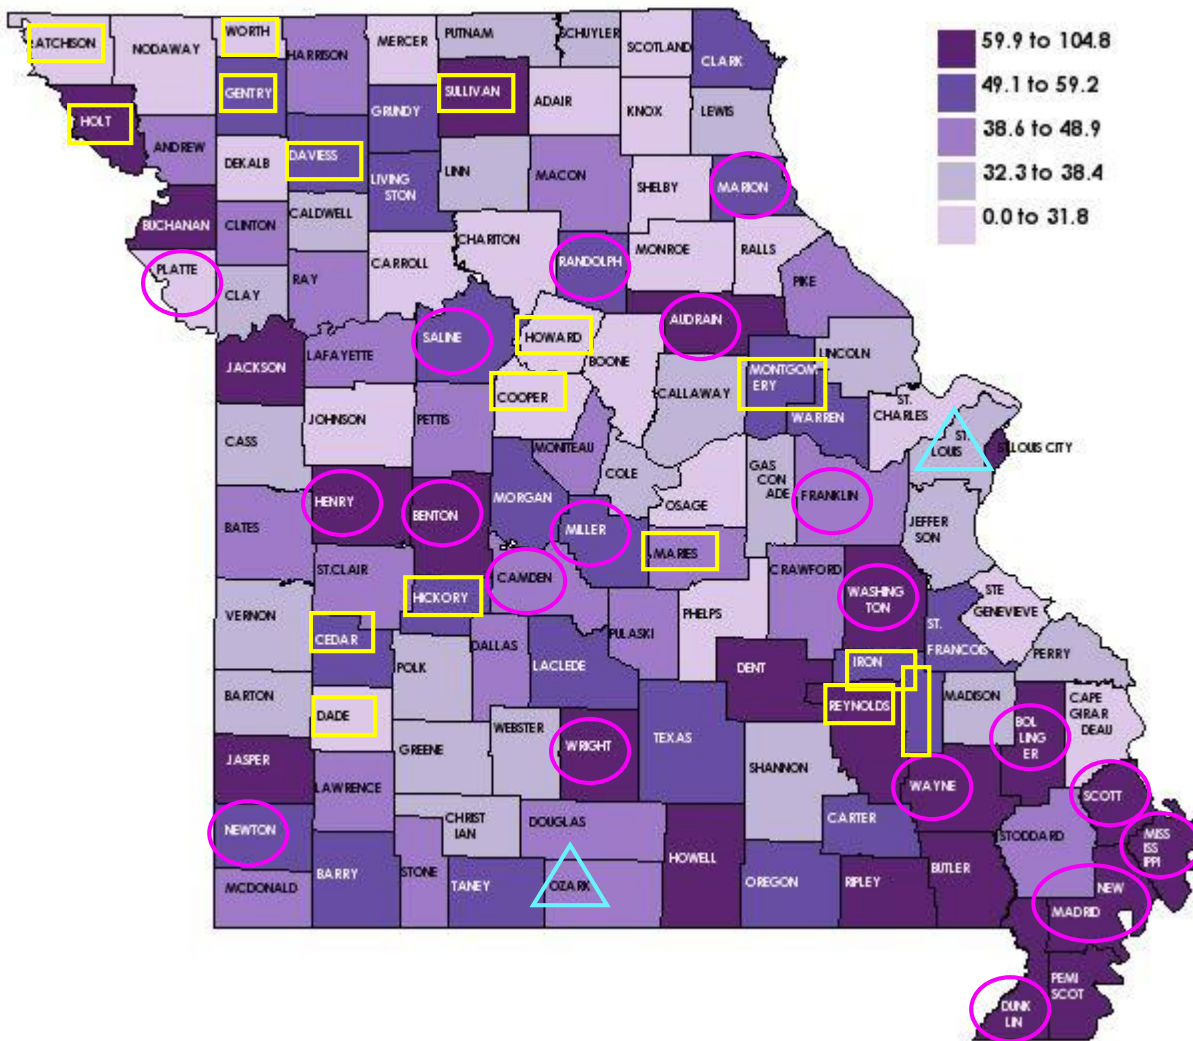 ATCHISON
NODAWAY
WORTH
HARRISON
MERCER
PUTNAM
SCHUYLER
SCOTLAND
CLARK
59.9 to 104.8
49.1 to 59.2
38.6 to 48.9
32.3 to 38.4
0.0 to 31.8
HOLT
GENTRY
GRUNDY
SULLIVAN
ADAIR
KNOX
LEWIS
ANDREW
DEKALB
DAVIESS
LIVING
STON
LINN
MACON
SHELBY
MARION
BUCHANAN
CLINTON
CALDWELL
CHARITON
RANDOLPH
MONROE
RALLS
PLATTE
CLAY
RAY
CARROLL
PIKE
JACKSON
LAFAYETTE
SALINE
HOWARD
BOONE
AUDRAIN
MONTGOM
ERY
LINCOLN
CASS
JOHNSON
PETTIS
COOPER
MONITEAU
CALLAWAY
WARREN
ST.
CHARLES
ST.
LOUIS
ST.LOUIS CITY
COLE
OSAGE
GAS
CON
ADE
FRANKLIN
JEFFER
SON
BATES
HENRY
BENTON
MORGAN
MILLER
MARIES
ST.CLAIR
HICKORY
CAMDEN
CRAWFORD
WASHING
TON
STE
GENEVIEVE
VERNON
CEDAR
POLK
DALLAS
LACLEDE
PULASKI
PHELPS
DENT
IRON
ST.
FRANCOIS
PERRY
BARTON
DADE
GREENE
WEBSTER
WRIGHT
TEXAS
REYNOLDS
MADISON
BOL
LING
ER
CAPE
GIRAR
DEAU
JASPER
LAWRENCE
SHANNON
WAYNE
SCOTT
NEWTON
CHRIST
IAN
DOUGLAS
CARTER
STODDARD
MISS
ISS
IPPI
MCDONALD
BARRY
STONE
TANEY
OZARK
HOWELL
OREGON
RIPLEY
BUTLER
NEW
MADRID
DUNK
LIN
PEMI
SCOT